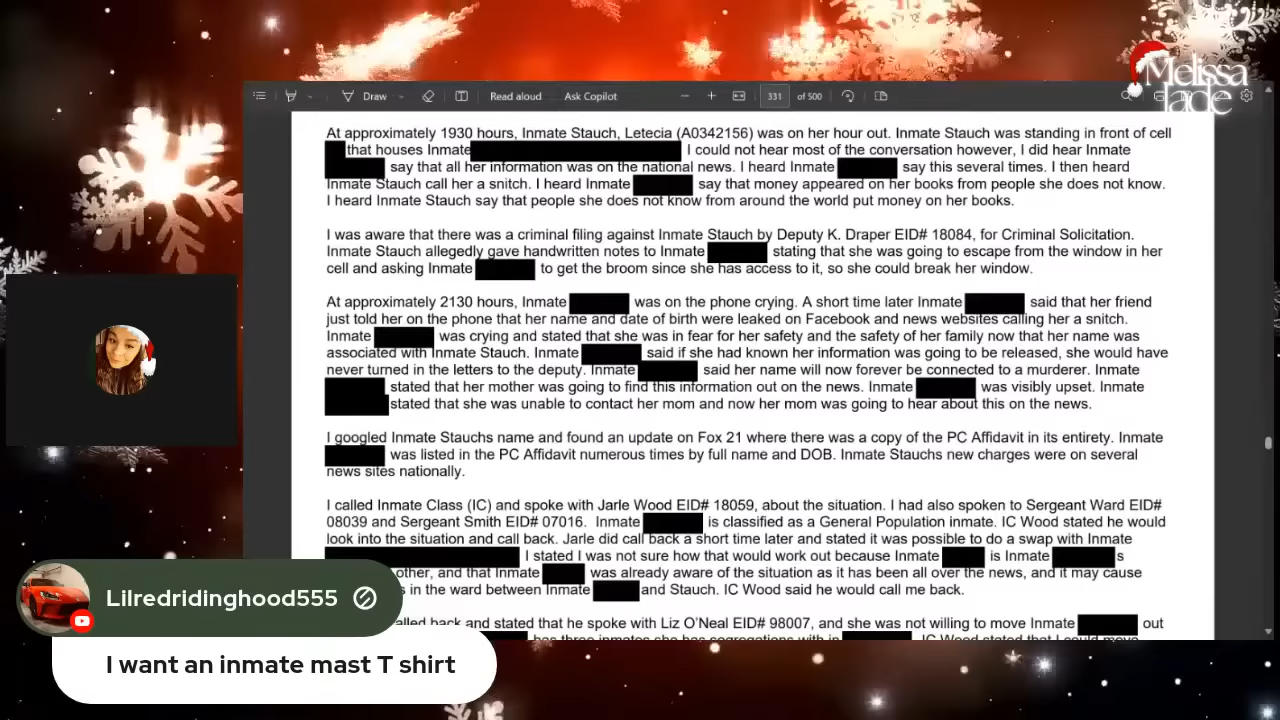 Melissa
Jade
Draw
Read aloud
Ask Copilot
331
of 500
At approximately 1930 hours, Inmate Stauch, Letecia (A0342156) was on her hour out. Inmate Stauch was standing in front of cell
that houses Inmate I could not hear most of the conversation however, I did hear Inmate
say that all her information was on the national news. I heard Inmate say this several times. I then heard
Inmate Stauch call her a snitch. I heard Inmate say that money appeared on her books from people she does not know.
I heard Inmate Stauch say that people she does not know from around the world put money on her books.
I was aware that there was a criminal filing against Inmate Stauch by Deputy K. Draper EID# 18084, for Criminal Solicitation.
Inmate Stauch allegedly gave handwritten notes to Inmate stating that she was going to escape from the window in her
cell and asking Inmate to get the broom since she has access to it, so she could break her window.
At approximately 2130 hours, Inmate was on the phone crying. A short time later Inmate said that her friend
just told her on the phone that her name and date of birth were leaked on Facebook and news websites calling her a snitch.
Inmate was crying and stated that she was in fear for her safety and the safety of her family now that her name was
associated with Inmate Stauch. Inmate said if she had known her information was going to be released, she would have
never turned in the letters to the deputy. Inmate said her name will now forever be connected to a murderer. Inmate
stated that her mother was going to find this information out on the news. Inmate was visibly upset. Inmate
stated that she was unable to contact her mom and now her mom was going to hear about this on the news.
I googled Inmate Stauchs name and found an update on Fox 21 where there was a copy of the PC Affidavit in its entirety. Inmate
was listed in the PC Affidavit numerous times by full name and DOB. Inmate Stauchs new charges were on several
news sites nationally.
I called Inmate Class (IC) and spoke with Jarle Wood EID# 18059, about the situation. I had also spoken to Sergeant Ward EID#
08039 and Sergeant Smith EID# 07016. Inmate is classified as a General Population inmate. IC Wood stated he would
look into the situation and call back. Jarle did call back a short time later and stated it was possible to do a swap with Inmate
I stated I was not sure how that would work out because Inmate is Inmate s
other, and that Inmate was already aware of the situation as it has been all over the news, and it may cause
in the ward between Inmate and Stauch. IC Wood said he would call me back.
back and stated that he spoke with Liz O'Neal EID# 98007, and she was not willing to move Inmate out
has three inmates she has segregations with in IC Wood stated that I could move
Lilredridinghood555
I want an inmate mast T shirt